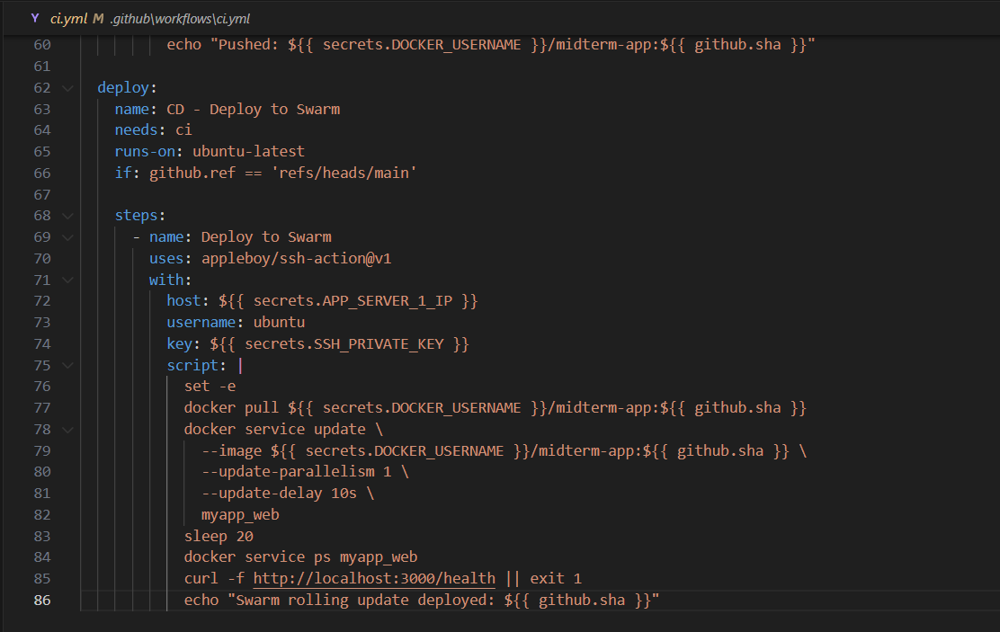 Y ci.yml M .github\workflows\ci.yml
60 echo "Pushed: ${{ secrets.DOCKER_USERNAME }}/midterm-app:${{ github.sha }}"
61
62 deploy:
63 name: CD - Deploy to Swarm
64 needs: ci
65 runs-on: ubuntu-latest
66 if: github.ref == 'refs/heads/main'
67
68 steps:
69 - name: Deploy to Swarm
70 uses: appleboy/ssh-action@v1
71 with:
72 host: ${{ secrets.APP_SERVER_1_IP }}
73 username: ubuntu
74 key: ${{ secrets.SSH_PRIVATE_KEY }}
75 script: |
76 set -e
77 docker pull ${{ secrets.DOCKER_USERNAME }}/midterm-app:${{ github.sha }}
78 docker service update \
79 --image ${{ secrets.DOCKER_USERNAME }}/midterm-app:${{ github.sha }} \
80 --update-parallelism 1 \
81 --update-delay 10s \
82 myapp_web
83 sleep 20
84 docker service ps myapp_web
85 curl -f http://localhost:3000/health || exit 1
86 echo "Swarm rolling update deployed: ${{ github.sha }}"